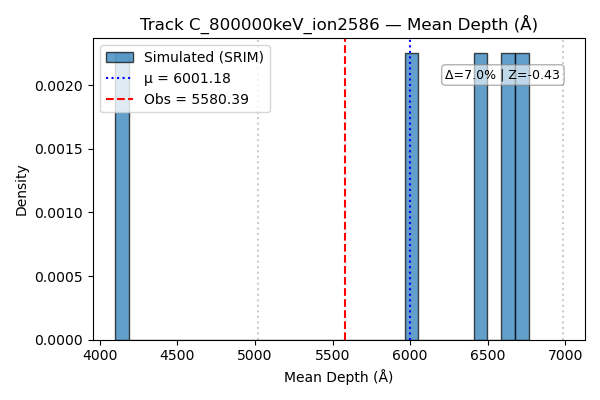 Track C_800000keV_ion2586 — Mean Depth (Å)
Simulated (SRIM)
μ = 6001.18
Obs = 5580.39
Δ=7.0% | Z=-0.43
0.0020
0.0015
0.0010
0.0005
0.0000
Density
4000 4500 5000 5500 6000 6500 7000
Mean Depth (Å)